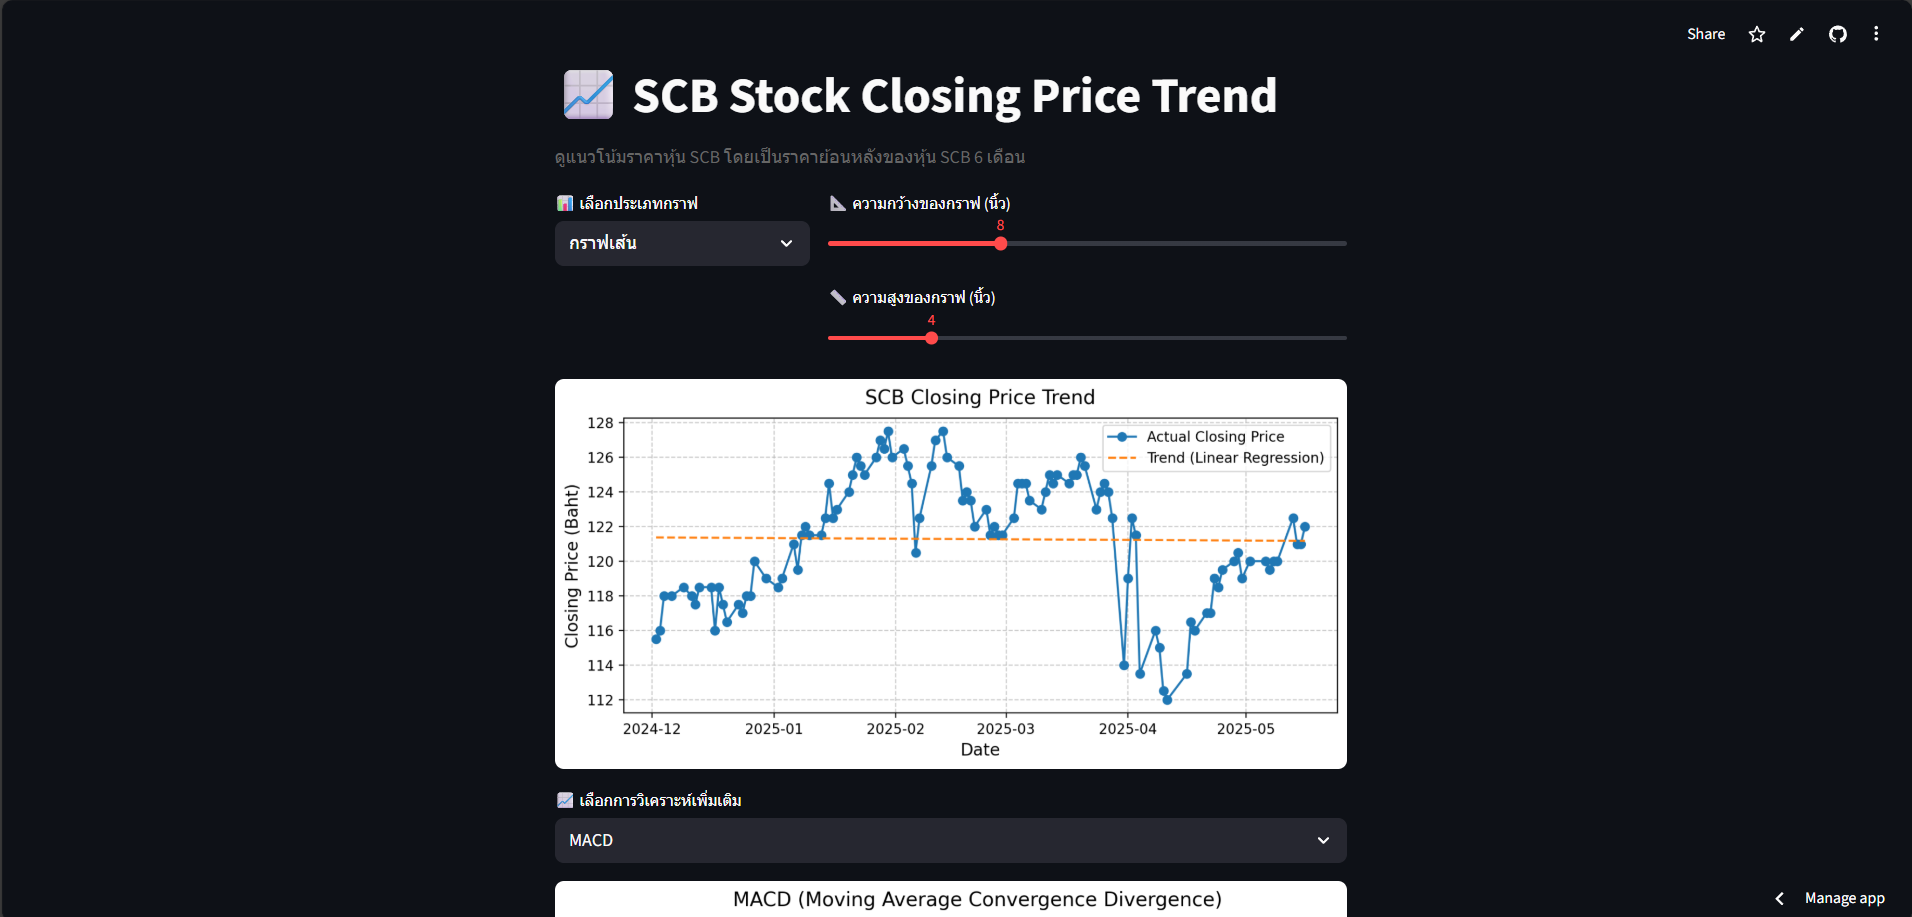 Share
SCB Stock Closing Price Trend
ดูแนวโน้มราคาหุ้น SCB โดยเป็นราคาย้อนหลังของหุ้น SCB 6 เดือน
เลือกประเภทกราฟ
กราฟเส้น
ความกว้างของกราฟ (นิ้ว)
8
ความสูงของกราฟ (นิ้ว)
4
SCB Closing Price Trend
Closing Price (Baht)
128
126
124
122
120
118
116
114
112
Actual Closing Price
Trend (Linear Regression)
2024-12 2025-01 2025-02 2025-03 2025-04 2025-05
Date
เลือกการวิเคราะห์เพิ่มเติม
MACD
MACD (Moving Average Convergence Divergence)
Manage app